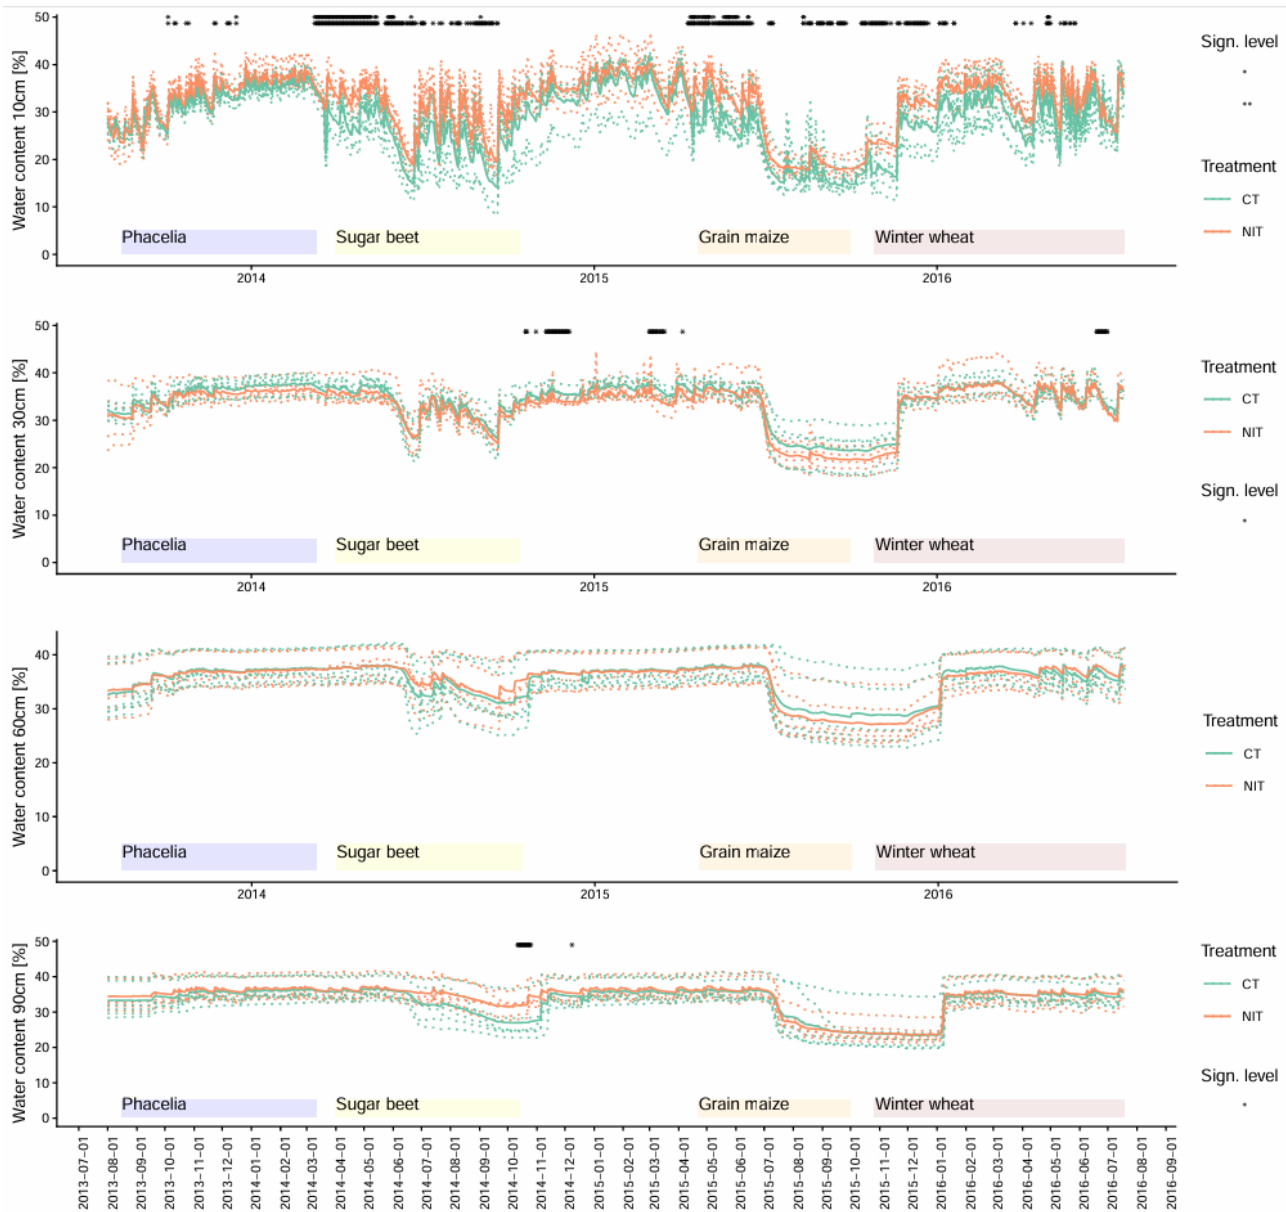 Water content 10cm [%]
50
40
30
20
10
0
Phacelia
Sugar beet
Grain maize
Winter wheat
2014
2015
2016
Sign. level
*
**
Treatment
CT
NIT
Water content 30cm [%]
50
40
30
20
10
0
Phacelia
Sugar beet
Grain maize
Winter wheat
2014
2015
2016
Treatment
CT
NIT
Sign. level
*
Water content 60cm [%]
40
30
20
10
0
Phacelia
Sugar beet
Grain maize
Winter wheat
2014
2015
2016
Treatment
CT
NIT
Water content 90cm [%]
50
40
30
20
10
0
Phacelia
Sugar beet
Grain maize
Winter wheat
Treatment
CT
NIT
Sign. level
*
2013-07-01
2013-08-01
2013-09-01
2013-10-01
2013-11-01
2013-12-01
2014-01-01
2014-02-01
2014-03-01
2014-04-01
2014-05-01
2014-06-01
2014-07-01
2014-08-01
2014-09-01
2014-10-01
2014-11-01
2014-12-01
2015-01-01
2015-02-01
2015-03-01
2015-04-01
2015-05-01
2015-06-01
2015-07-01
2015-08-01
2015-09-01
2015-10-01
2015-11-01
2015-12-01
2016-01-01
2016-02-01
2016-03-01
2016-04-01
2016-05-01
2016-06-01
2016-07-01
2016-08-01
2016-09-01